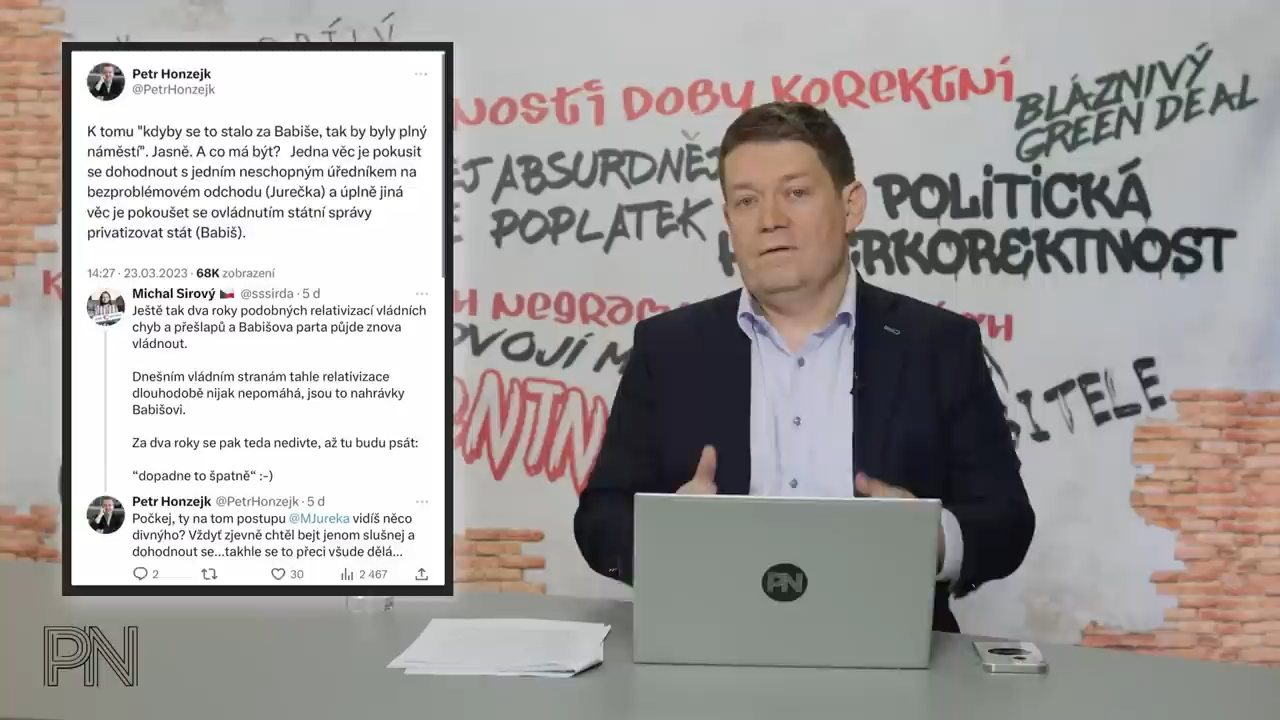 Petr Honzejk
@PetrHonzejk
K tomu "kdyby se to stalo za Babiše, tak by byly plný
náměstí". Jasně. A co má být? Jedna věc je pokusit
se dohodnout s jedním neschopným úředníkem na
bezproblénovém odchodu (Jurečka) a úplně jiná
věc je pokoušet se ovládnutím státní správy
privatizovat stát (Babiš).
14:27 · 23.03.2023 · 68K zobrazení
Michal Sirový 🇨🇿 @sssirda · 5 d
Ještě tak dva roky podobných relativizací vládních
chyb a přešlapů a Babišova parta půjde znova
vládnout.
Dnešním vládním stranám tahle relativizace
dlouhodobě nijak nepomáhá, jsou to nahrávky
Babišovi.
Za dva roky se pak teda nedivte, až tu budu psát:
“dopadne to špatně“ :-)
Petr Honzejk @PetrHonzejk · 5 d
Počkej, ty na tom postupu @MJureka vidíš něco
divnýho? Vždyť zjevně chtěl bejt jenom slušnej a
dohodnout se...takhle se to přeci všude dělá...
2 30 2 467
NOSTÍ DOBY KOREKTNÍ
BLÁZNIVÝ
GREEN DEAL
ABSURDNĚJ
POPLATEK
POLITICKÁ
ERKOREKTNOST
PN
PN